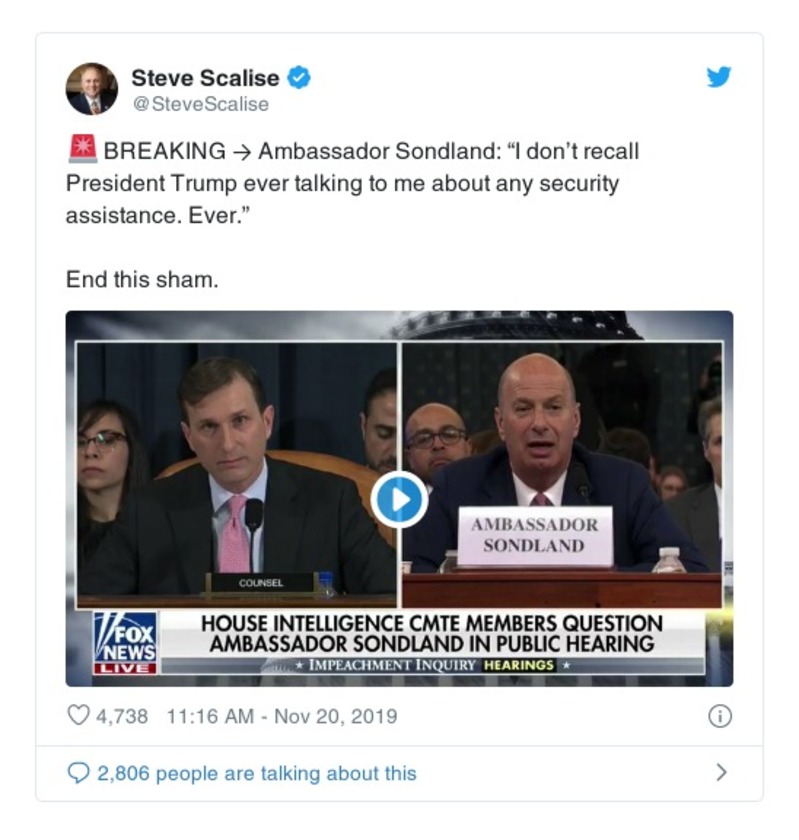 Steve Scalise
@SteveScalise
🚨 BREAKING → Ambassador Sondland: “I don’t recall
President Trump ever talking to me about any security
assistance. Ever.”
End this sham.
COUNSEL
AMBASSADOR
SONDLAND
FOX
NEWS
LIVE
HOUSE INTELLIGENCE CMTE MEMBERS QUESTION
AMBASSADOR SONDLAND IN PUBLIC HEARING
★ IMPEACHMENT INQUIRY HEARINGS ★
4,738 11:16 AM - Nov 20, 2019
2,806 people are talking about this